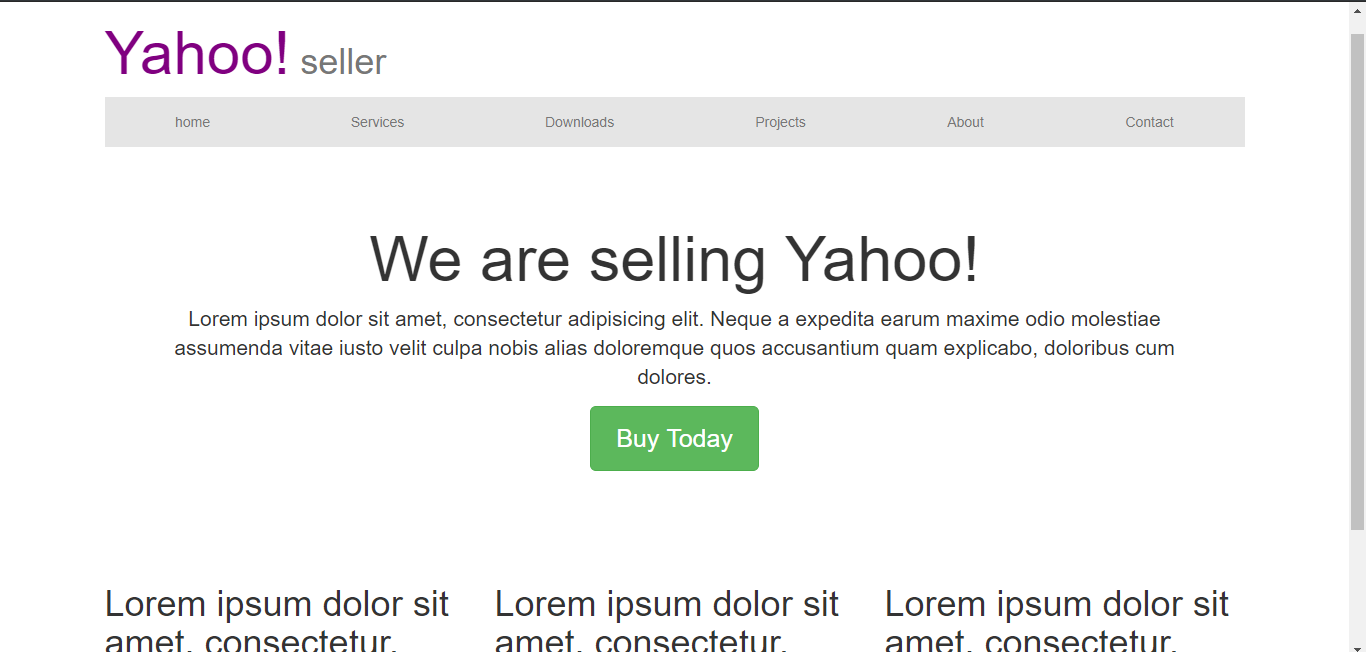 Yahoo! seller
home Services Downloads Projects About Contact
We are selling Yahoo!
Lorem ipsum dolor sit amet, consectetur adipisicing elit. Neque a expedita earum maxime odio molestiae
assumenda vitae iusto velit culpa nobis alias doloremque quos accusantium quam explicabo, doloribus cum
dolores.
Buy Today
Lorem ipsum dolor sit
amet, consectetur.
Lorem ipsum dolor sit
amet, consectetur.
Lorem ipsum dolor sit
amet, consectetur.